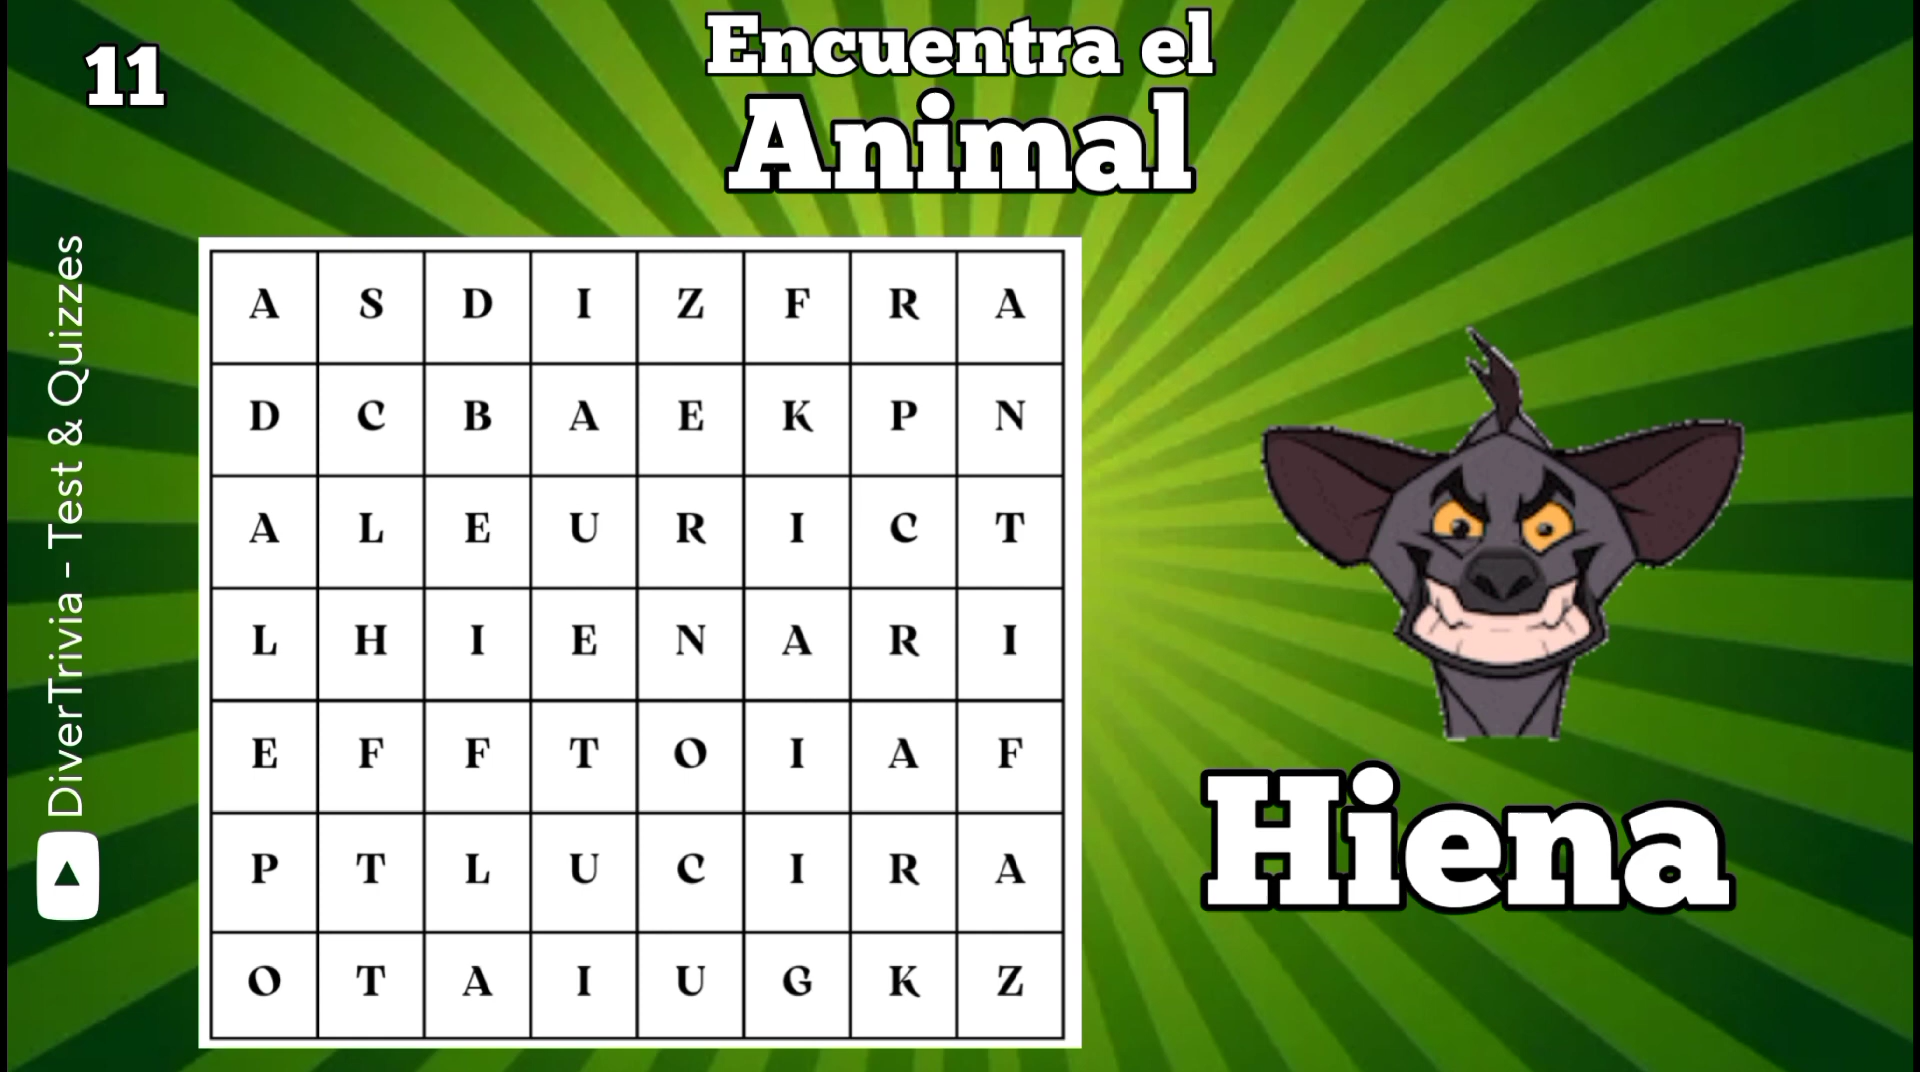 11
Encuentra el
Animal
DiverTrivia - Test & Quizzes
A S D I Z F R A
D C B A E K P N
A L E U R I C T
L H I E N A R I
E F F T O I A F
P T L U C I R A
O T A I U G K Z
Hiena